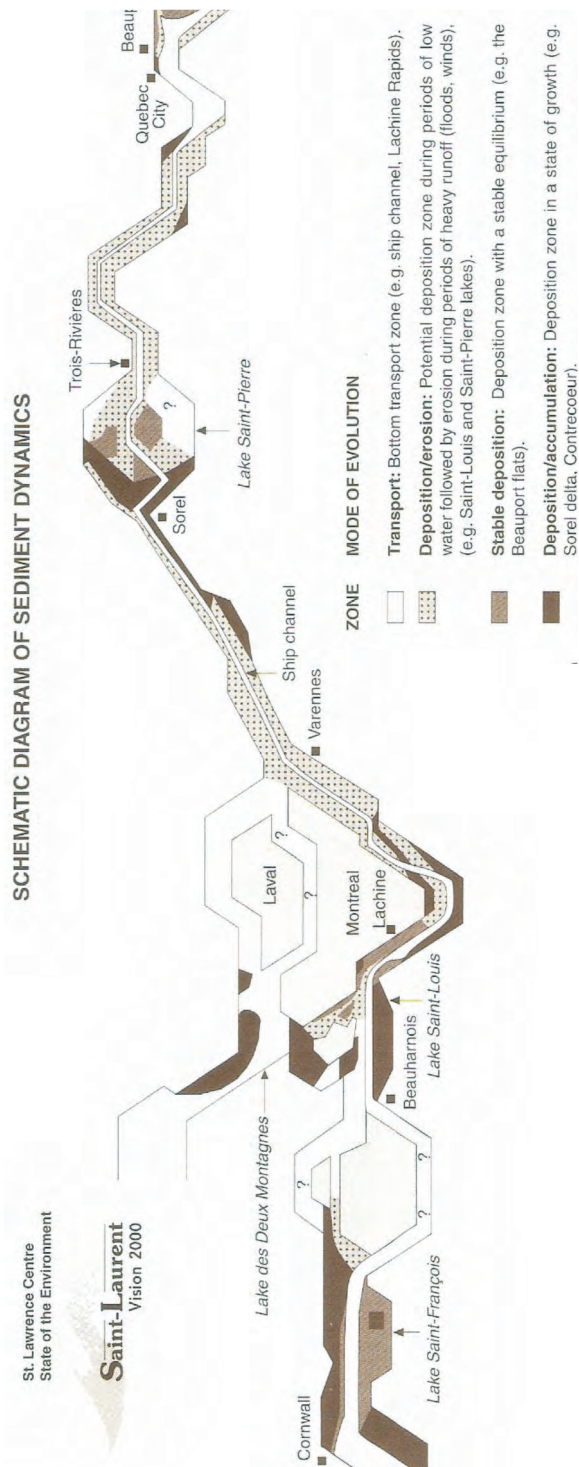 SCHEMATIC DIAGRAM OF SEDIMENT DYNAMICS
St. Lawrence Centre
State of the Environment
Saint-Laurent
Vision 2000
Cornwall
Lake Saint-François
?
?
?
Lake des Deux Montagnes
Beauharnois
Lake Saint-Louis
Laval
?
?
Montreal
Lachine
Varennes
Ship channel
Sorel
Lake Saint-Pierre
?
Trois-Rivières
Quebec
City
Beaup
ZONE MODE OF EVOLUTION
Transport: Bottom transport zone (e.g. ship channel, Lachine Rapids).
Deposition/erosion: Potential deposition zone during periods of low
water followed by erosion during periods of heavy runoff (floods, winds),
(e.g. Saint-Louis and Saint-Pierre lakes).
Stable deposition: Deposition zone with a stable equilibrium (e.g. the
Beauport flats).
Deposition/accumulation: Deposition zone in a state of growth (e.g.
Sorel delta, Contrecoeur).